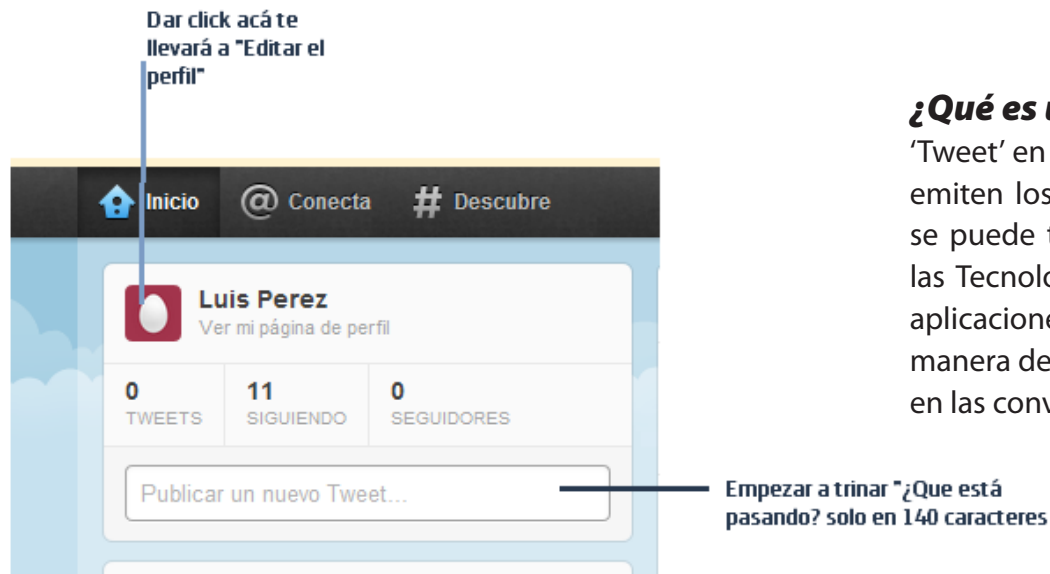 Dar click acá te
llevará a "Editar el
perfil"
Inicio
@ Conecta
# Descubre
Luis Perez
Ver mi página de perfil
0
TWEETS
11
SIGUIENDO
0
SEGUIDORES
Publicar un nuevo Tweet...
Empezar a trinar "¿Que está
pasando? solo en 140 caracteres
¿Qué es
'Tweet' en
emiten los
se puede
las Tecnol
aplicacione
manera de
en las conv